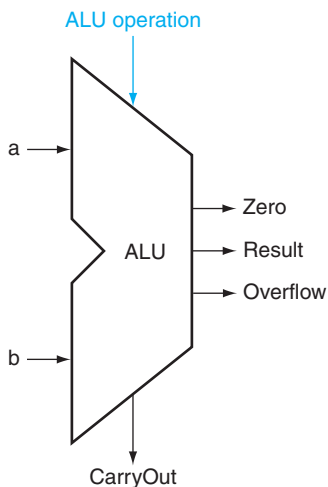 ALU operation
a
Zero
ALU
Result
Overflow
b
CarryOut